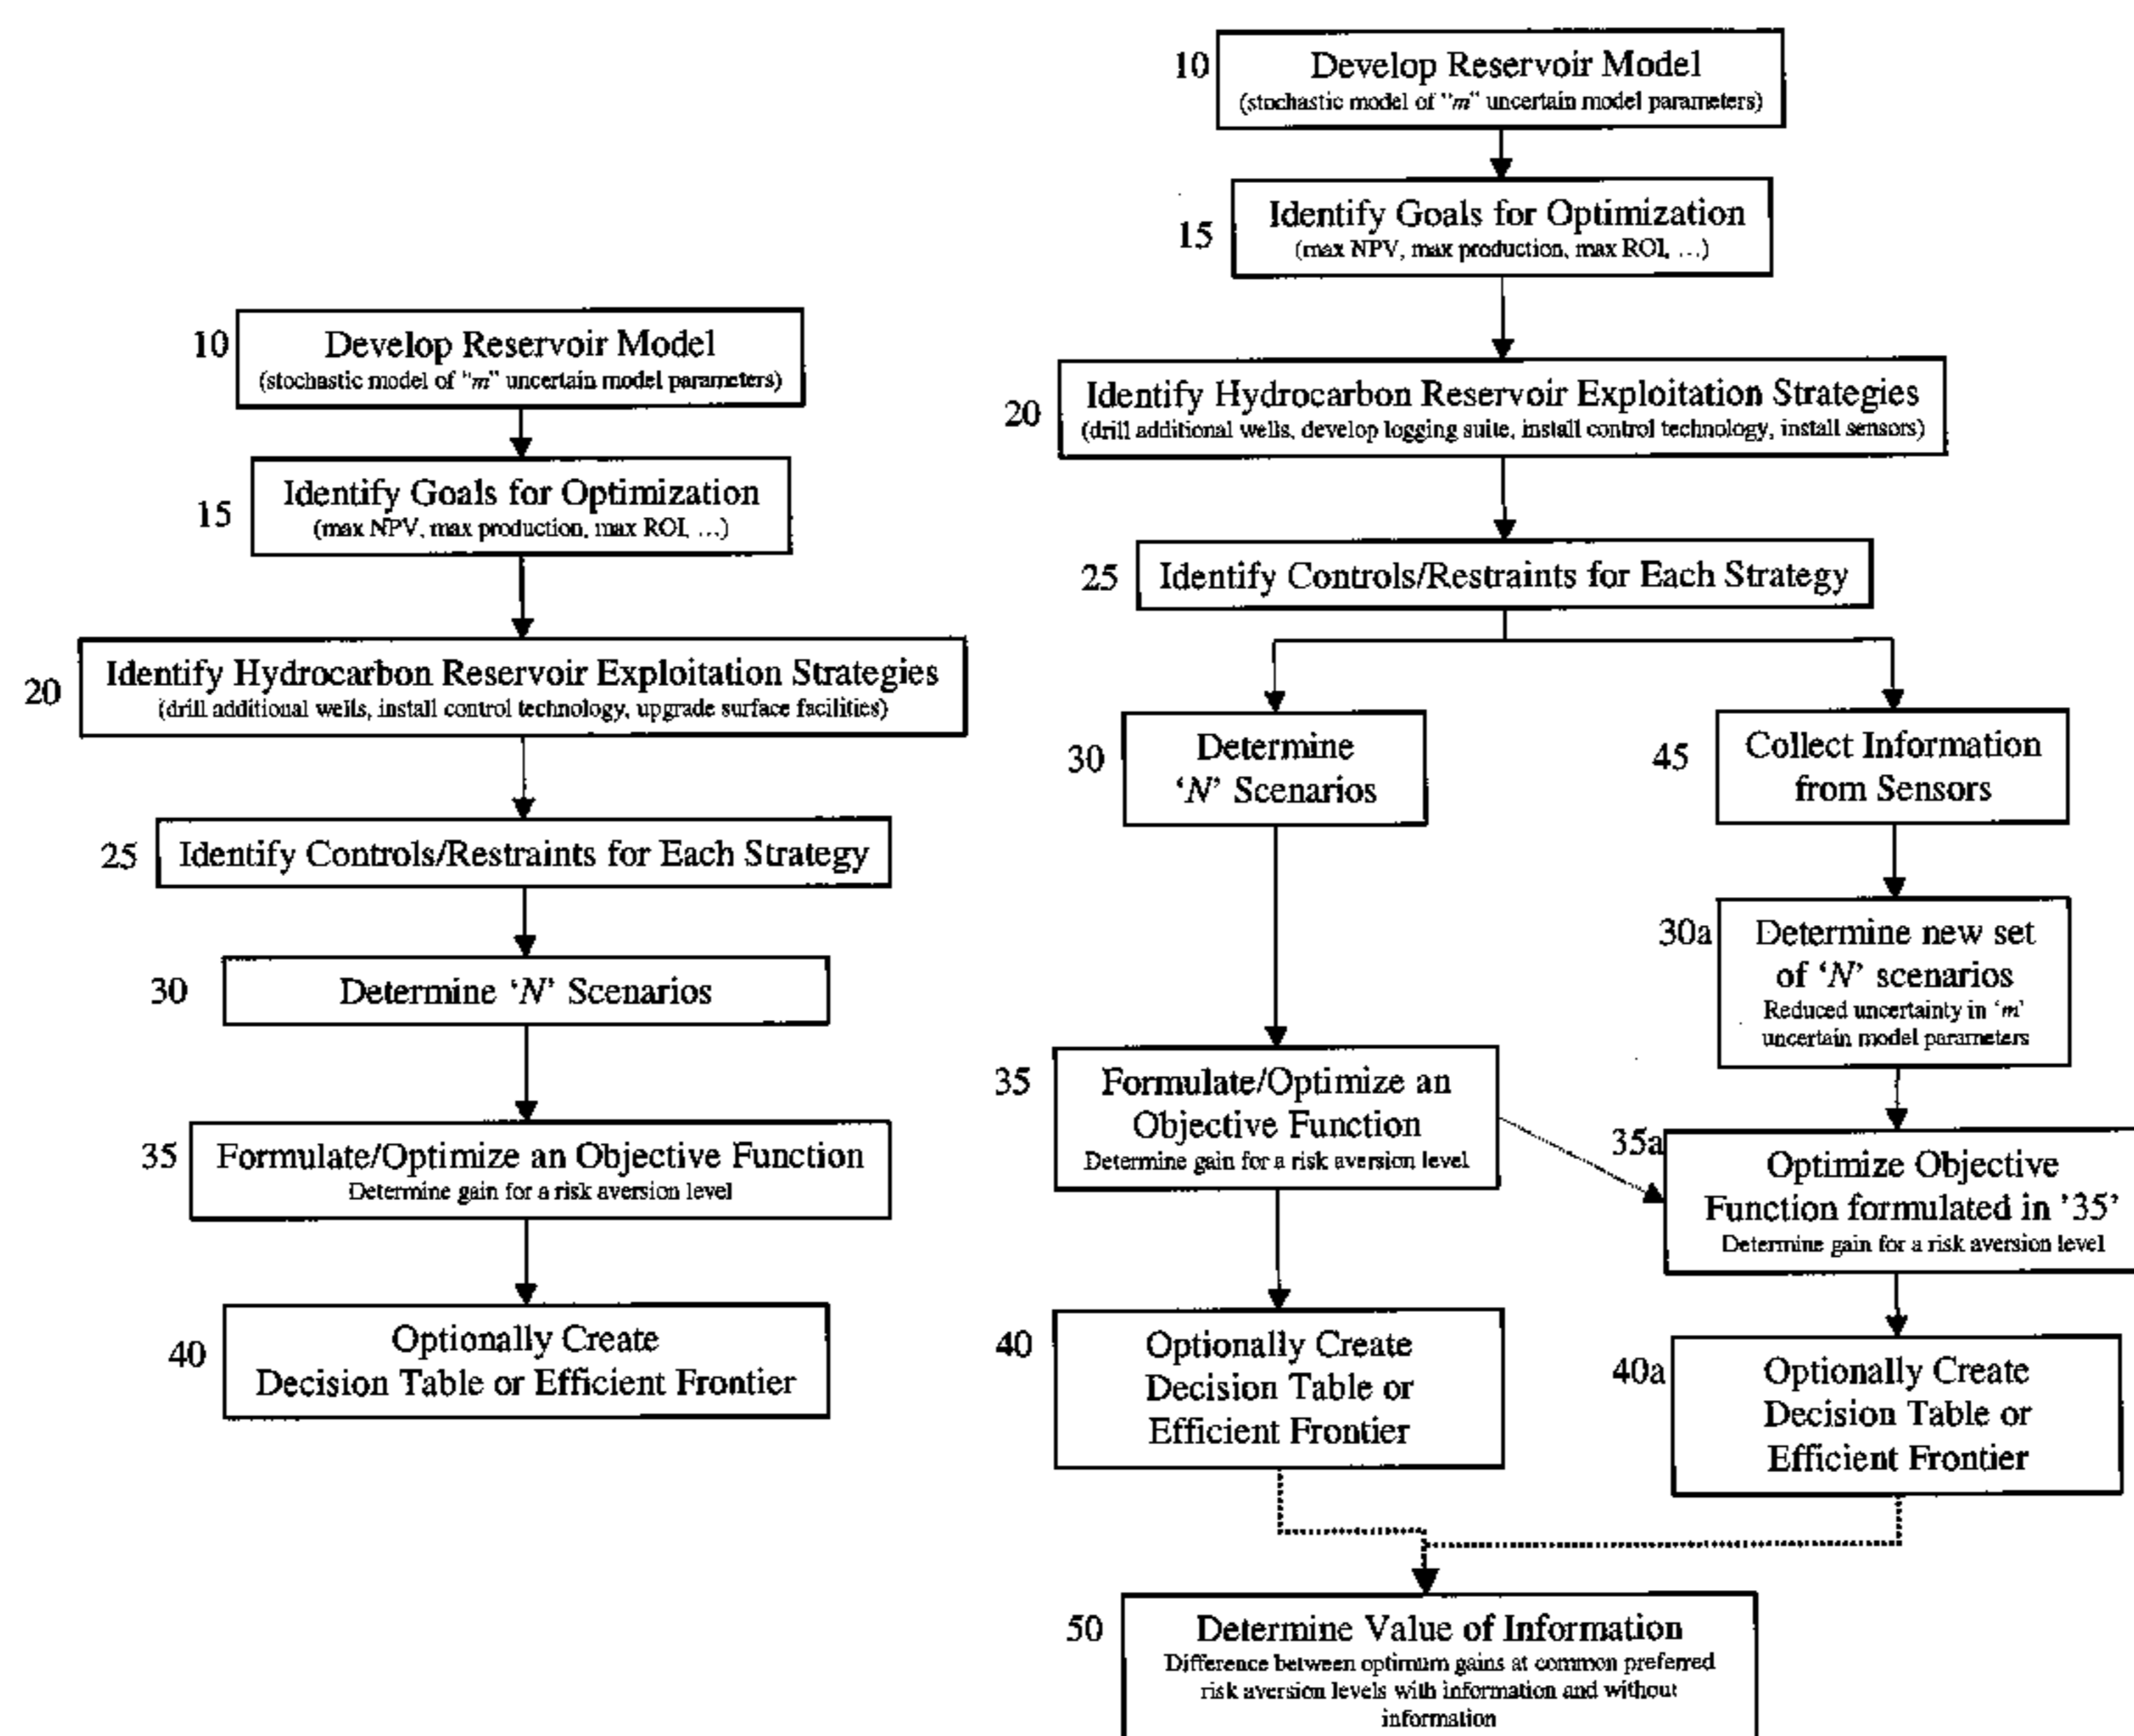 10
Develop Reservoir Model
(stochastic model of "m" uncertain model parameters)
15
Identify Goals for Optimization
(max NPV, max production, max ROI, ...)
20
Identify Hydrocarbon Reservoir Exploitation Strategies
(drill additional wells, install control technology, upgrade surface facilities)
25
Identify Controls/Restraints for Each Strategy
30
Determine 'N' Scenarios
35
Formulate/Optimize an Objective Function
Determine gain for a risk aversion level
40
Optionally Create
Decision Table or Efficient Frontier
10
Develop Reservoir Model
(stochastic model of "m" uncertain model parameters)
15
Identify Goals for Optimization
(max NPV, max production, max ROI, ...)
20
Identify Hydrocarbon Reservoir Exploitation Strategies
(drill additional wells, develop logging suite, install control technology, install sensors)
25
Identify Controls/Restraints for Each Strategy
30
Determine
'N' Scenarios
35
Formulate/Optimize an
Objective Function
Determine gain for a risk aversion level
40
Optionally Create
Decision Table or
Efficient Frontier
45
Collect Information
from Sensors
30a
Determine new set
of 'N' scenarios
Reduced uncertainty in 'm'
uncertain model parameters
35a
Optimize Objective
Function formulated in '35'
Determine gain for a risk aversion level
40a
Optionally Create
Decision Table or
Efficient Frontier
50
Determine Value of Information
Difference between optimum gains at common preferred
risk aversion levels with information and without
information